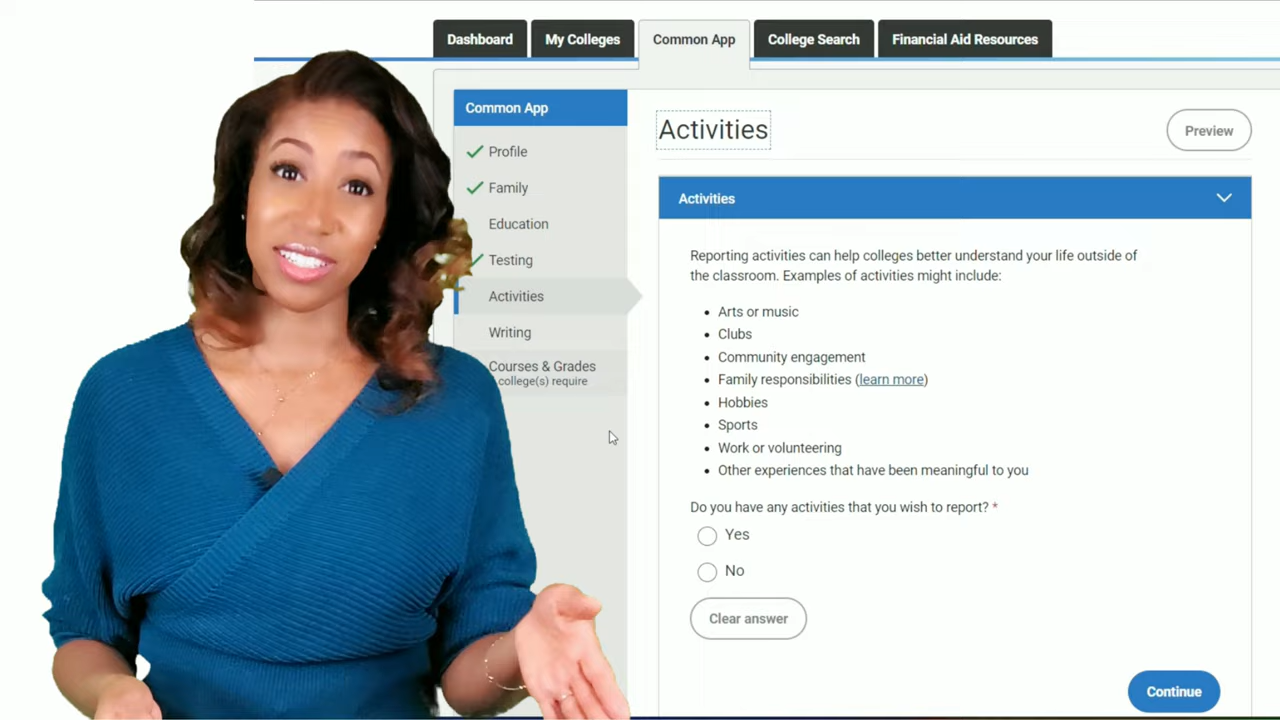 Dashboard
My Colleges
Common App
College Search
Financial Aid Resources
Common App
Profile
Family
Education
Testing
Activities
Writing
Courses & Grades
college(s) require
Activities
Preview
Activities
Reporting activities can help colleges better understand your life outside of
the classroom. Examples of activities might include:
• Arts or music
• Clubs
• Community engagement
• Family responsibilities (learn more)
• Hobbies
• Sports
• Work or volunteering
• Other experiences that have been meaningful to you
Do you have any activities that you wish to report? *
Yes
No
Clear answer
Continue